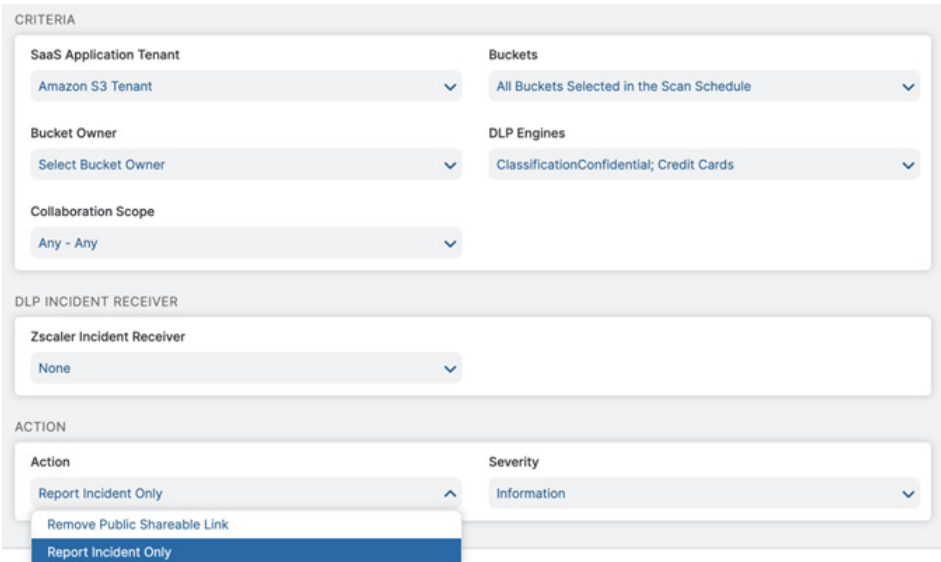 CRITERIA
SaaS Application Tenant
Buckets
Amazon S3 Tenant
All Buckets Selected in the Scan Schedule
Bucket Owner
DLP Engines
Select Bucket Owner
ClassificationConfidential; Credit Cards
Collaboration Scope
Any - Any
DLP INCIDENT RECEIVER
Zscaler Incident Receiver
None
ACTION
Action
Severity
Report Incident Only
Information
Remove Public Shareable Link
Report Incident Only